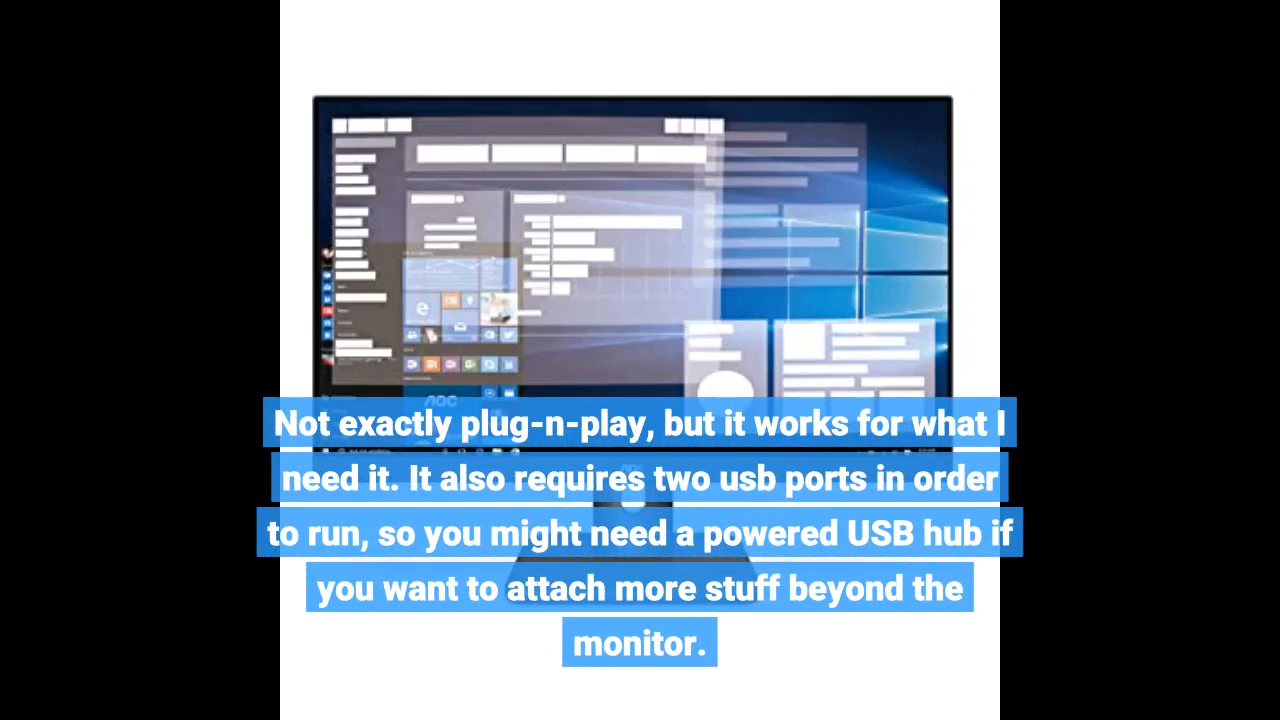 AOC
Not exactly plug-n-play, but it works for what I
need it. It also requires two usb ports in order
to run, so you might need a powered USB hub if
you want to attach more stuff beyond the
monitor.